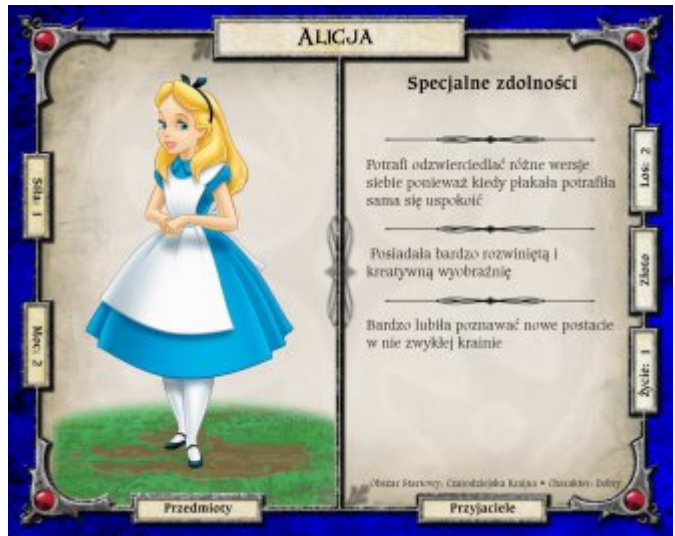 Alicja
Specjalne zdolności
Potrafi odzwierciedlać różne wersje
siebie ponieważ kiedy płakała potrafiła
sama się uspokoić
Posiadała bardzo rozwiniętą i
kreatywną wyobraźnię
Bardzo lubiła poznawać nowe postacie
w nie zwykłej krainie
Obszar Startowy: Czarodziejska Kraina • Charakter: Dobry
Siła: 1
Moc: 2
Los: 2
Złoto
Życie: 1
Przedmioty
Przyjaciele